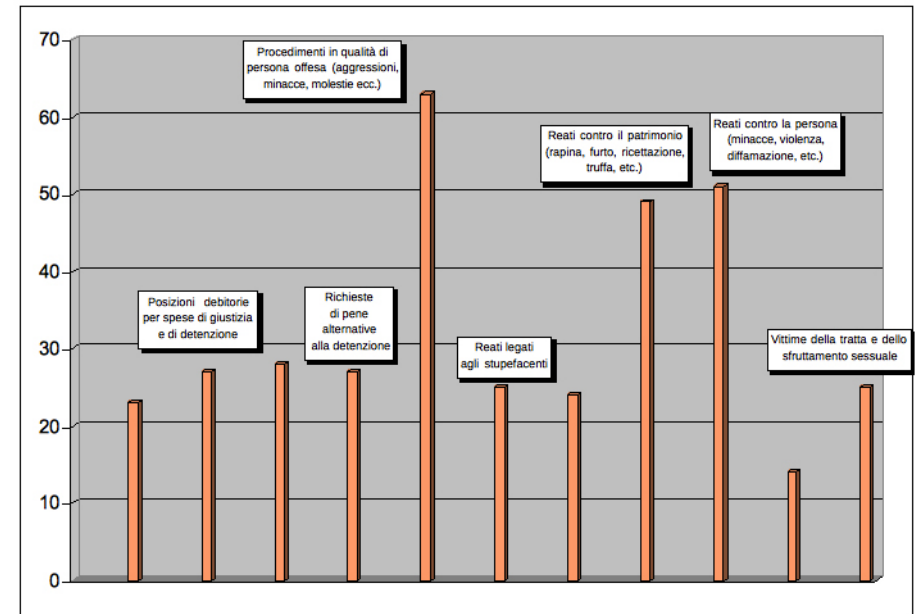 70
60
50
40
30
20
10
0
Procedimenti in qualità di
persona offesa (aggressioni,
minacce, molestie ecc.)
Reati contro il patrimonio
(rapina, furto, ricettazione,
truffa, etc.)
Reati contro la persona
(minacce, violenza,
diffamazione, etc.)
Posizioni debitorie
per spese di giustizia
e di detenzione
Richieste
di pene
alternative
alla detenzione
Reati legati
agli stupefacenti
Vittime della tratta e dello
sfruttamento sessuale